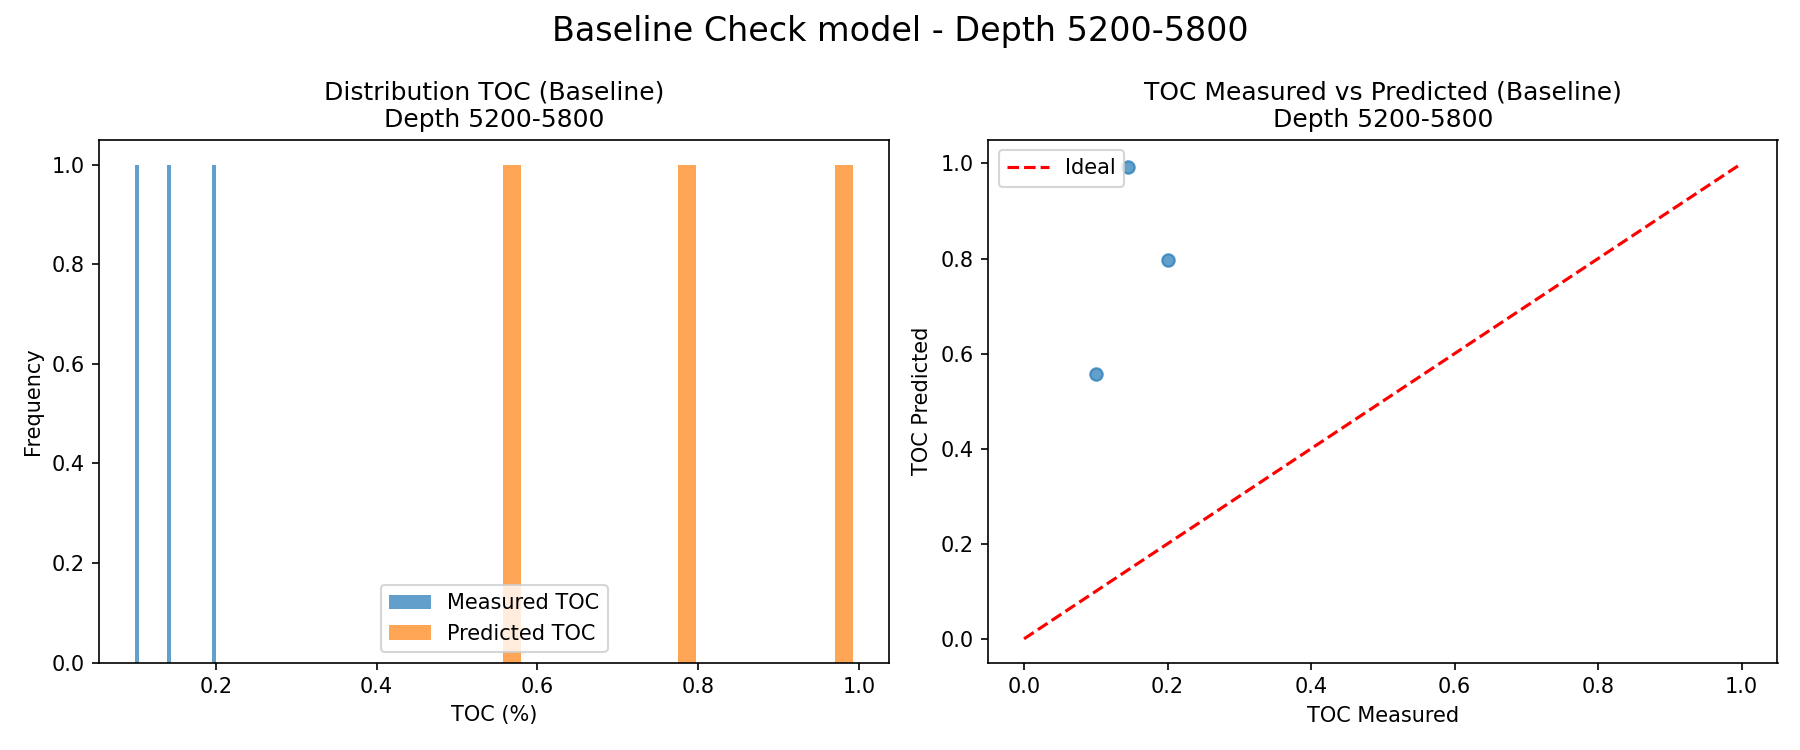 Baseline Check model - Depth 5200-5800
Distribution TOC (Baseline)
Depth 5200-5800
1.0
0.8
0.6
0.4
0.2
0.0
Frequency
Measured TOC
Predicted TOC
0.2 0.4 0.6 0.8 1.0
TOC (%)
TOC Measured vs Predicted (Baseline)
Depth 5200-5800
1.0
0.8
0.6
0.4
0.2
0.0
TOC Predicted
Ideal
0.0 0.2 0.4 0.6 0.8 1.0
TOC Measured